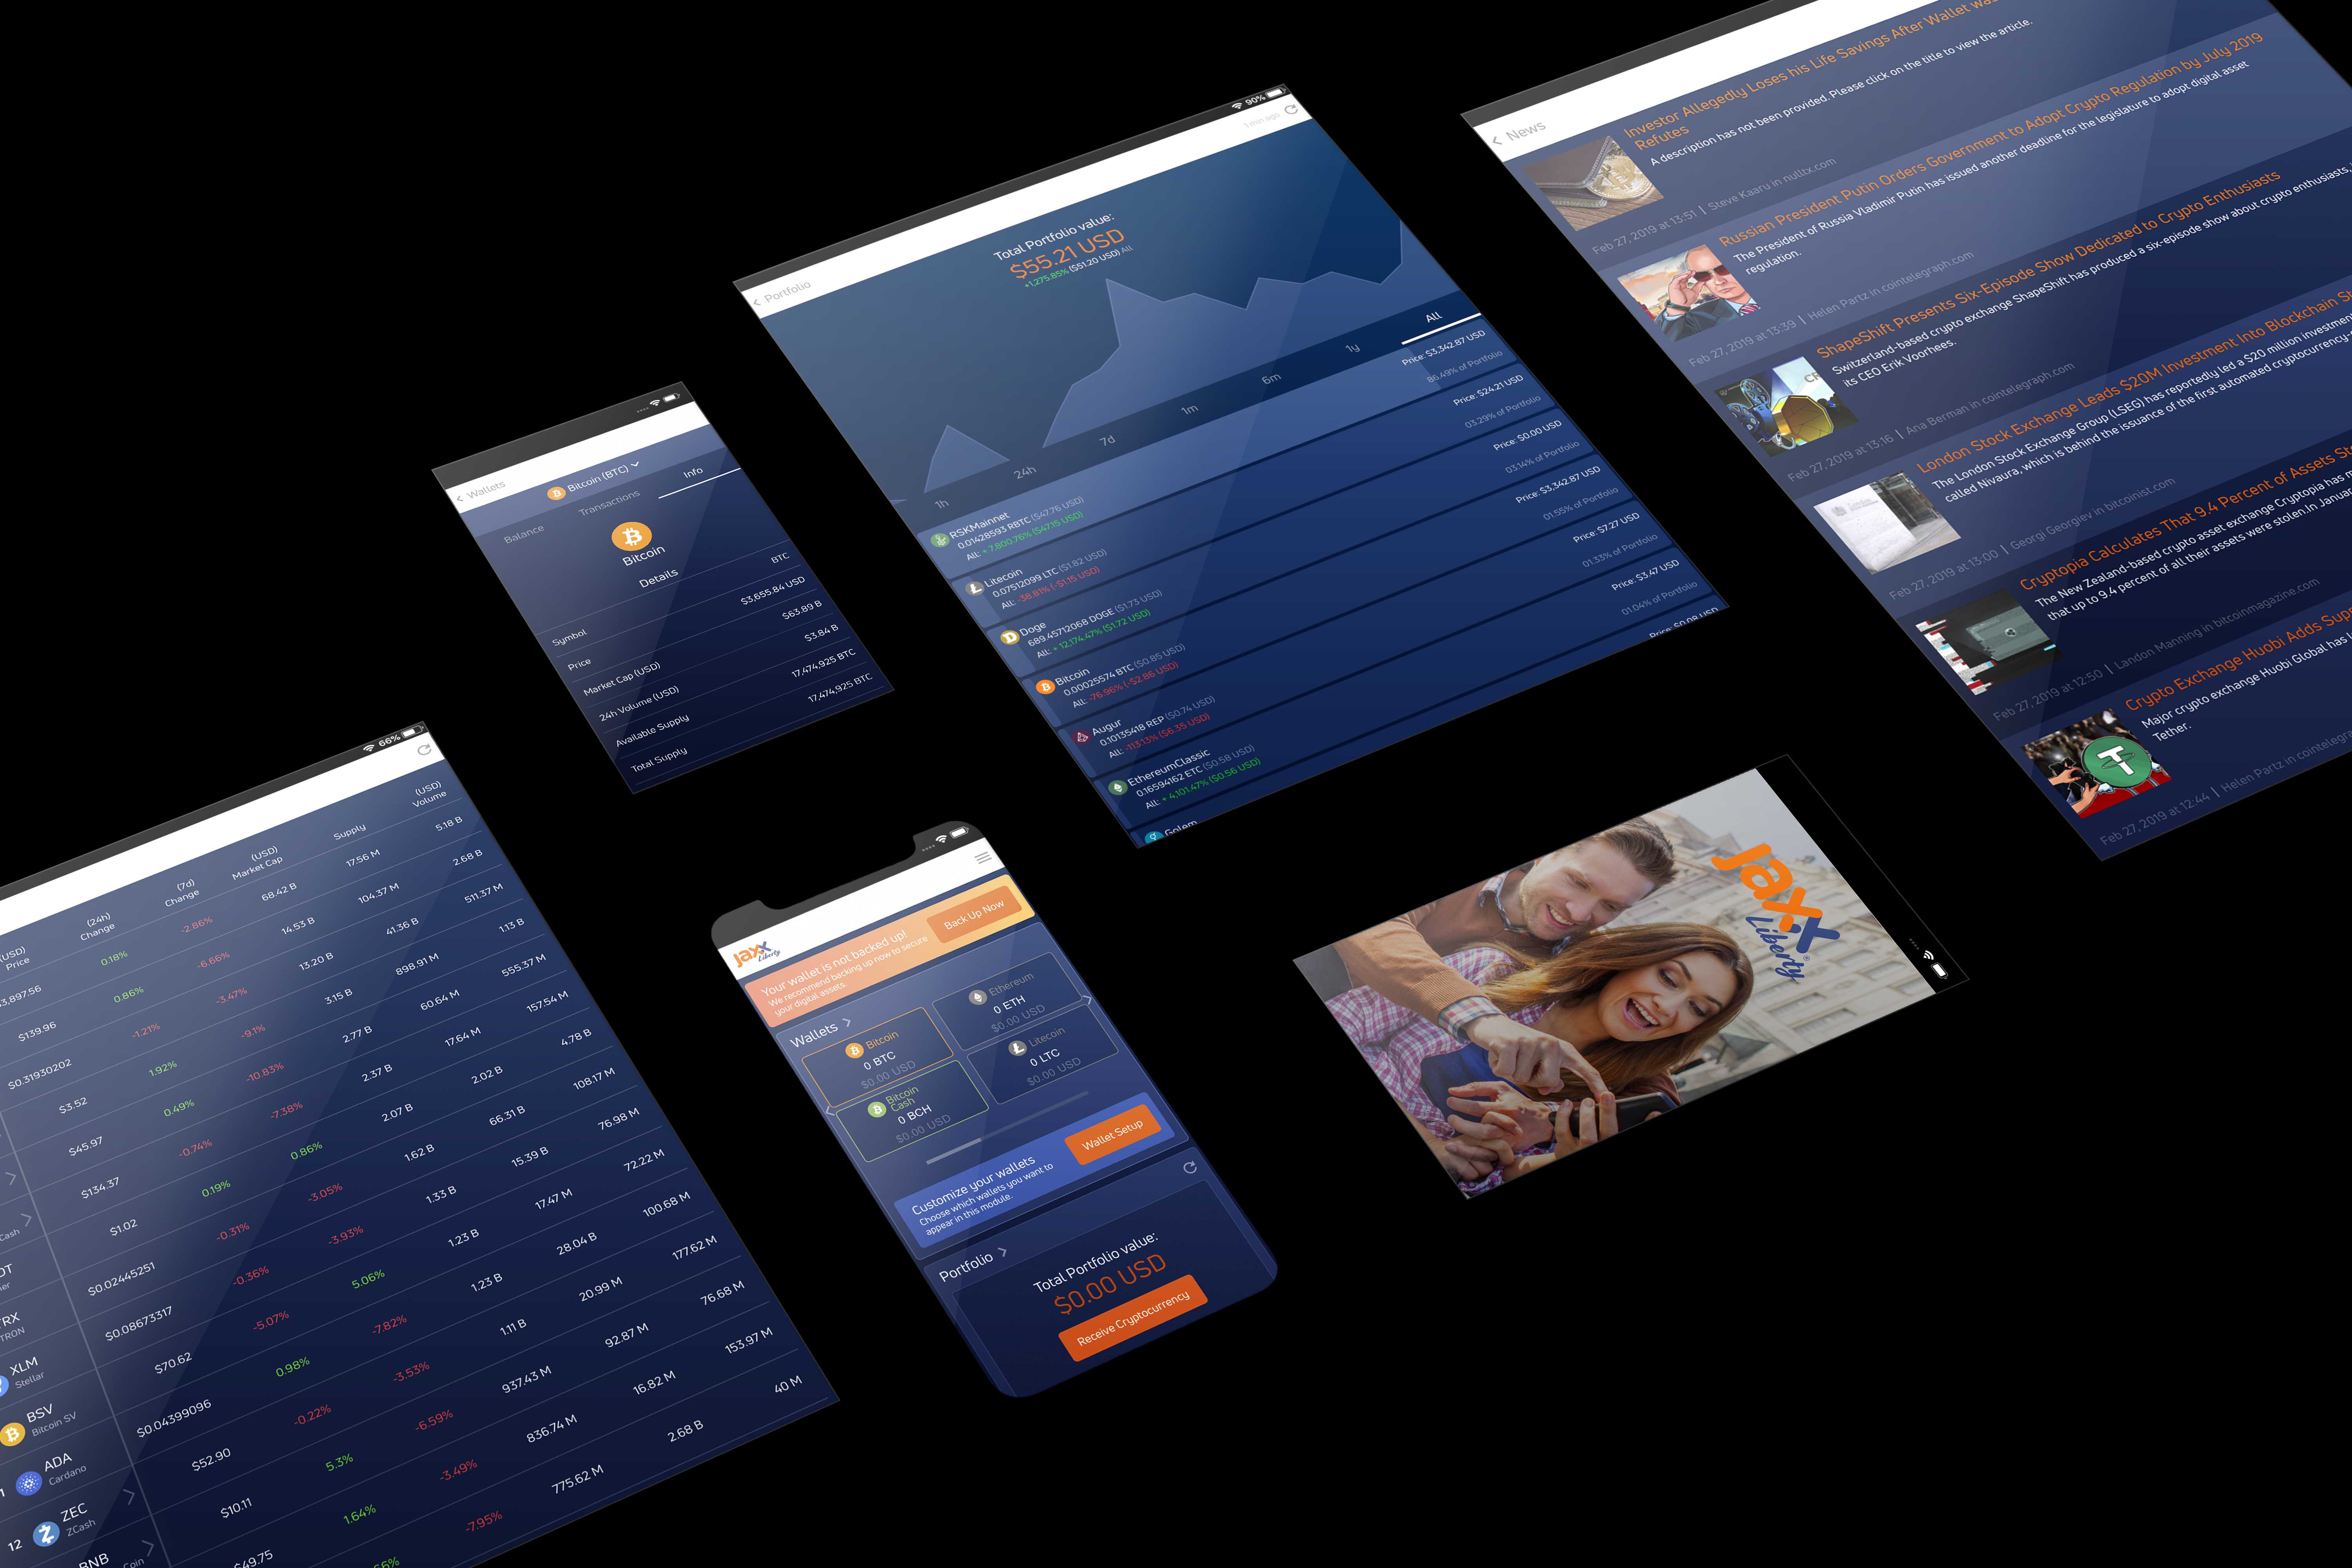 66%
(USD)
Price
(24h)
Change
(7d)
Change
(USD)
Market Cap
Supply
(USD)
Volume
3,897.56 0.18% -2.86% 68.42 B 17.56 M 5.18 B
$139.96 0.86% -6.66% 14.53 B 104.37 M 2.68 B
$0.31930202 -1.21% -3.47% 13.20 B 41.36 B 511.37 M
$3.52 1.92% -9.1% 3.15 B 898.91 M 1.13 B
$45.97 0.49% -10.83% 2.77 B 60.64 M 555.37 M
Cash $134.37 -0.74% -7.38% 2.37 B 17.64 M 157.54 M
$1.02 0.19% 0.86% 2.07 B 2.02 B 4.78 B
TRX $0.02445251 -0.31% -3.05% 1.62 B 66.31 B 108.17 M
TRON
XLM $0.08673317 -0.36% -3.93% 1.33 B 15.39 B 76.98 M
Stellar
BSV $70.62 -5.07% 5.06% 1.23 B 17.47 M 72.22 M
Bitcoin SV
ADA $0.04399096 0.98% -7.82% 1.23 B 28.04 B 100.68 M
Cardano
12 ZEC $52.90 -0.22% -3.53% 1.11 B 20.99 M 177.62 M
ZCash
BNB $10.11 5.3% -6.59% 937.43 M 92.87 M 76.68 M
Coin
$49.75 1.64% -3.49% 836.74 M 16.82 M 153.97 M
-7.95% 775.62 M 2.68 B 40 M
Wallets
Bitcoin (BTC)
Balance Transactions Info
Bitcoin
Details
Symbol BTC
Price $3,655.84 USD
Market Cap (USD) $63.89 B
24h Volume (USD) $3.84 B
Available Supply 17,474,925 BTC
Total Supply 17,474,925 BTC
jaxx
Liberty
Your wallet is not backed up!
We recommend backing up now to secure
your digital assets.
Back Up Now
Wallets
Bitcoin
0 BTC
$0.00 USD
Ethereum
0 ETH
$0.00 USD
Bitcoin
Cash
0 BCH
$0.00 USD
Litecoin
0 LTC
$0.00 USD
Customize your wallets
Choose which wallets you want to
appear in this module.
Wallet Setup
Portfolio
Total Portfolio value:
$0.00 USD
Receive Cryptocurrency
90%
Portfolio
1 min ago
Total Portfolio value:
$55.21 USD
+1,275.85% ($51.20 USD) All
1h 24h 7d 1m 6m 1y All
RSKMainnet
0.01428593 RBTC ($47.76 USD)
All: + 7,800.76% ($47.15 USD)
Price: $3,342.87 USD
86.49% of Portfolio
Litecoin
0.07512099 LTC ($1.82 USD)
All: -38.81% (-$1.15 USD)
Price: $24.21 USD
03.29% of Portfolio
Doge
689.45712068 DOGE ($1.73 USD)
All: + 12,174.47% ($1.72 USD)
Price: $0.00 USD
03.14% of Portfolio
Bitcoin
0.00025574 BTC ($0.85 USD)
All: -76.96% (-$2.86 USD)
Price: $3,342.87 USD
01.55% of Portfolio
Augur
0.10135418 REP ($0.74 USD)
All: -113.13% ($6.35 USD)
Price: $7.27 USD
01.33% of Portfolio
EthereumClassic
0.16594162 ETC ($0.58 USD)
All: + 4,101.47% ($0.56 USD)
Price: $3.47 USD
01.04% of Portfolio
Golem
Price: $0.08 USD
jaxx
Liberty®
News
Investor Allegedly Loses his Life Savings After Wallet was
Refutes
A description has not been provided. Please click on the title to view the article.
Feb 27, 2019 at 13:51 | Steve Kaaru in nullbx.com
Russian President Putin Orders Government to Adopt Crypto Regulation by July 2019
The President of Russia Vladimir Putin has issued another deadline for the legislature to adopt digital asset
regulation.
Feb 27, 2019 at 13:39 | Helen Partz in cointelegraph.com
ShapeShift Presents Six-Episode Show Dedicated to Crypto Enthusiasts
Switzerland-based crypto exchange ShapeShift has produced a six-episode show about crypto enthusiasts,
its CEO Erik Voorhees.
Feb 27, 2019 at 13:16 | Ana Berman in cointelegraph.com
London Stock Exchange Leads $20M Investment Into Blockchain
The London Stock Exchange Group (LSEG) has reportedly led a $20 million investment
called Nivaura, which is behind the issuance of the first automated cryptocurrency-
Feb 27, 2019 at 13:00 | Georgi Georgiev in bitcoinist.com
Cryptopia Calculates That 9.4 Percent of Assets
The New Zealand-based crypto asset exchange Cryptopia has
that up to 9.4 percent of all their assets were stolen.In
Feb 27, 2019 at 12:50 | Landon Manning in bitcoinmagazine.com
Crypto Exchange Huobi Adds
Major crypto exchange Huobi Global has
Tether.
Feb 27, 2019 at 12:44 | Helen Partz in